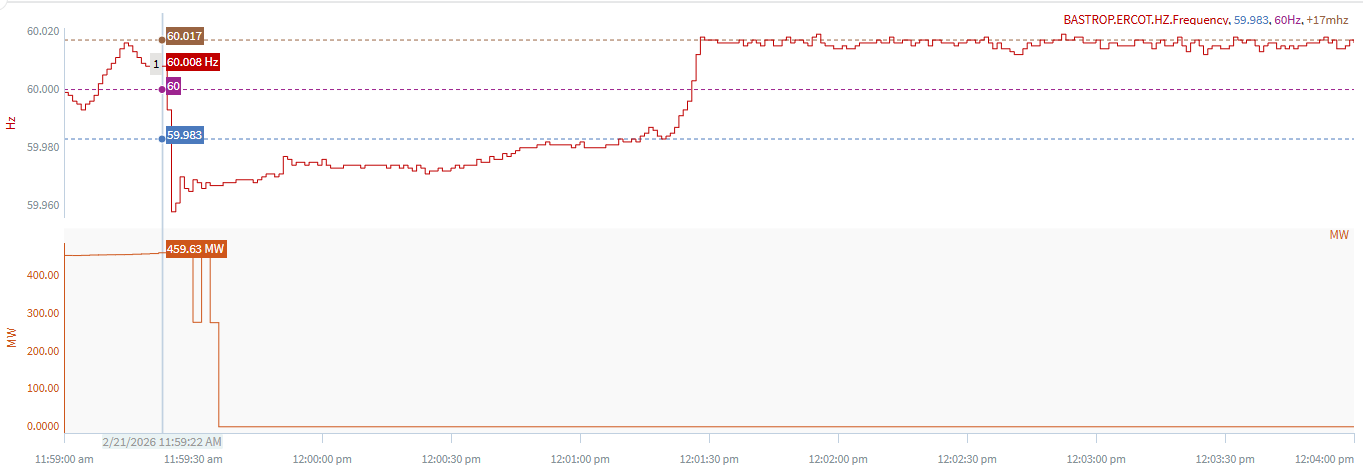 BASTROP.ERCOT.HZ.Frequency, 59.983, 60Hz, +17mhz
60.020
60.017
1
60.008 Hz
60
60.000
59.983
Hz
59.980
59.960
MW
459.63 MW
400.00
300.00
MW
200.00
100.00
0.0000
2/21/2026 11:59:22 AM
11:59:00 am 11:59:30 am 12:00:00 pm 12:00:30 pm 12:01:00 pm 12:01:30 pm 12:02:00 pm 12:02:30 pm 12:03:00 pm 12:03:30 pm 12:04:00 pm